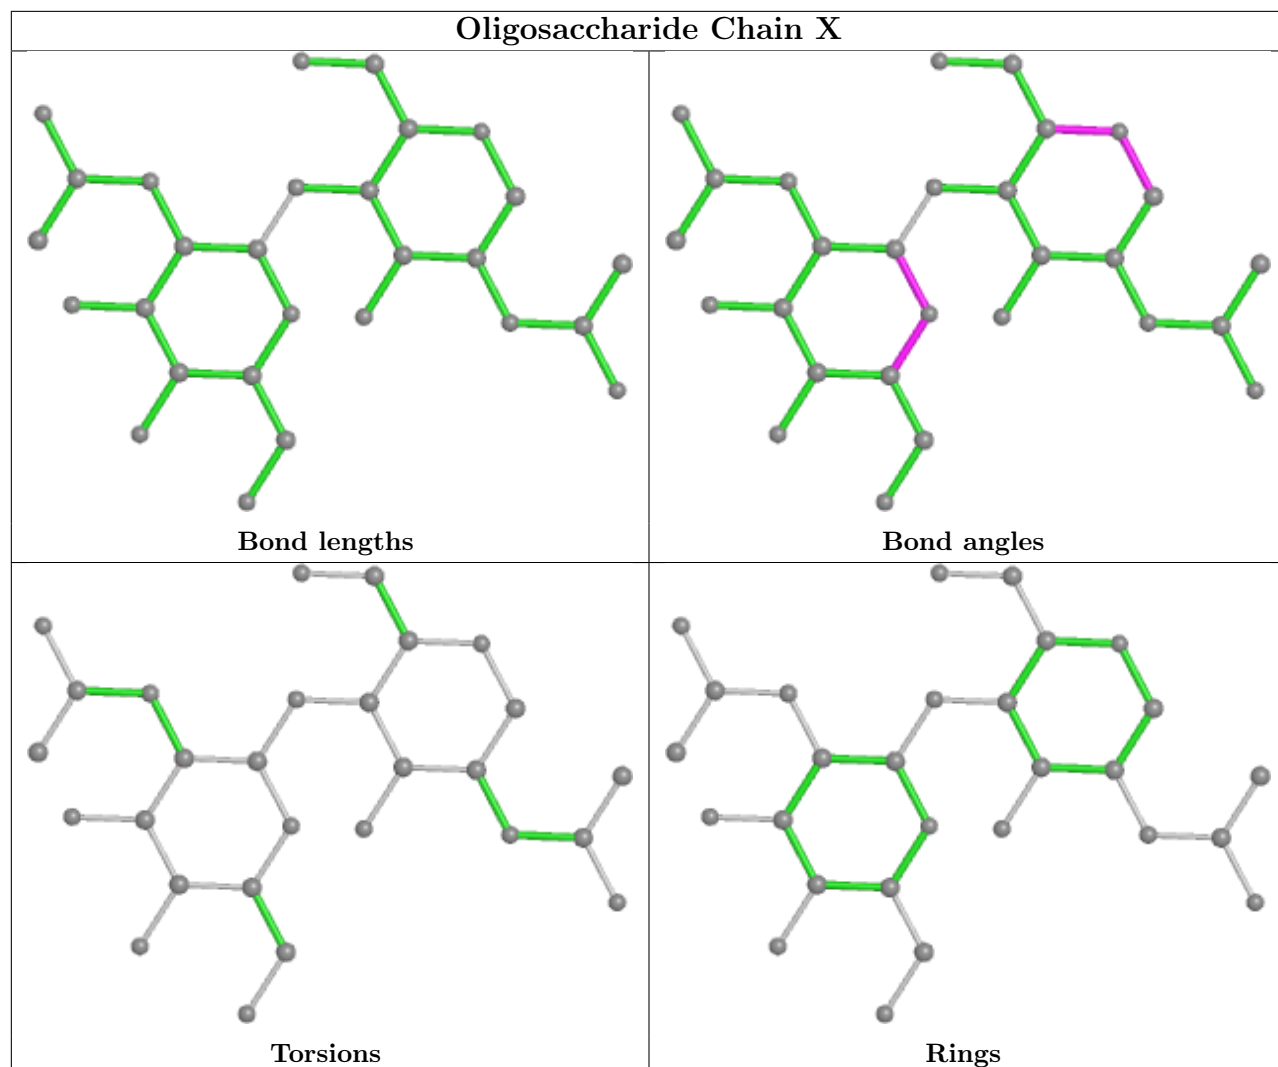 Oligosaccharide Chain X
Bond lengths
Bond angles
Torsions
Rings